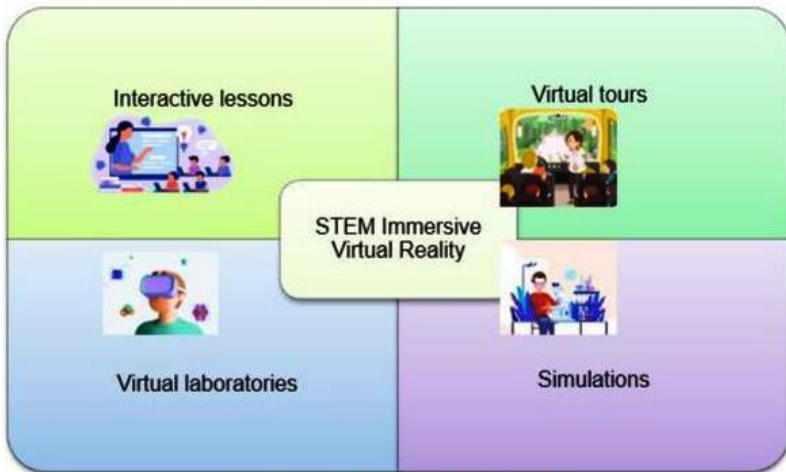 Interactive lessons
Virtual tours
STEM Immersive
Virtual Reality
Virtual laboratories
Simulations